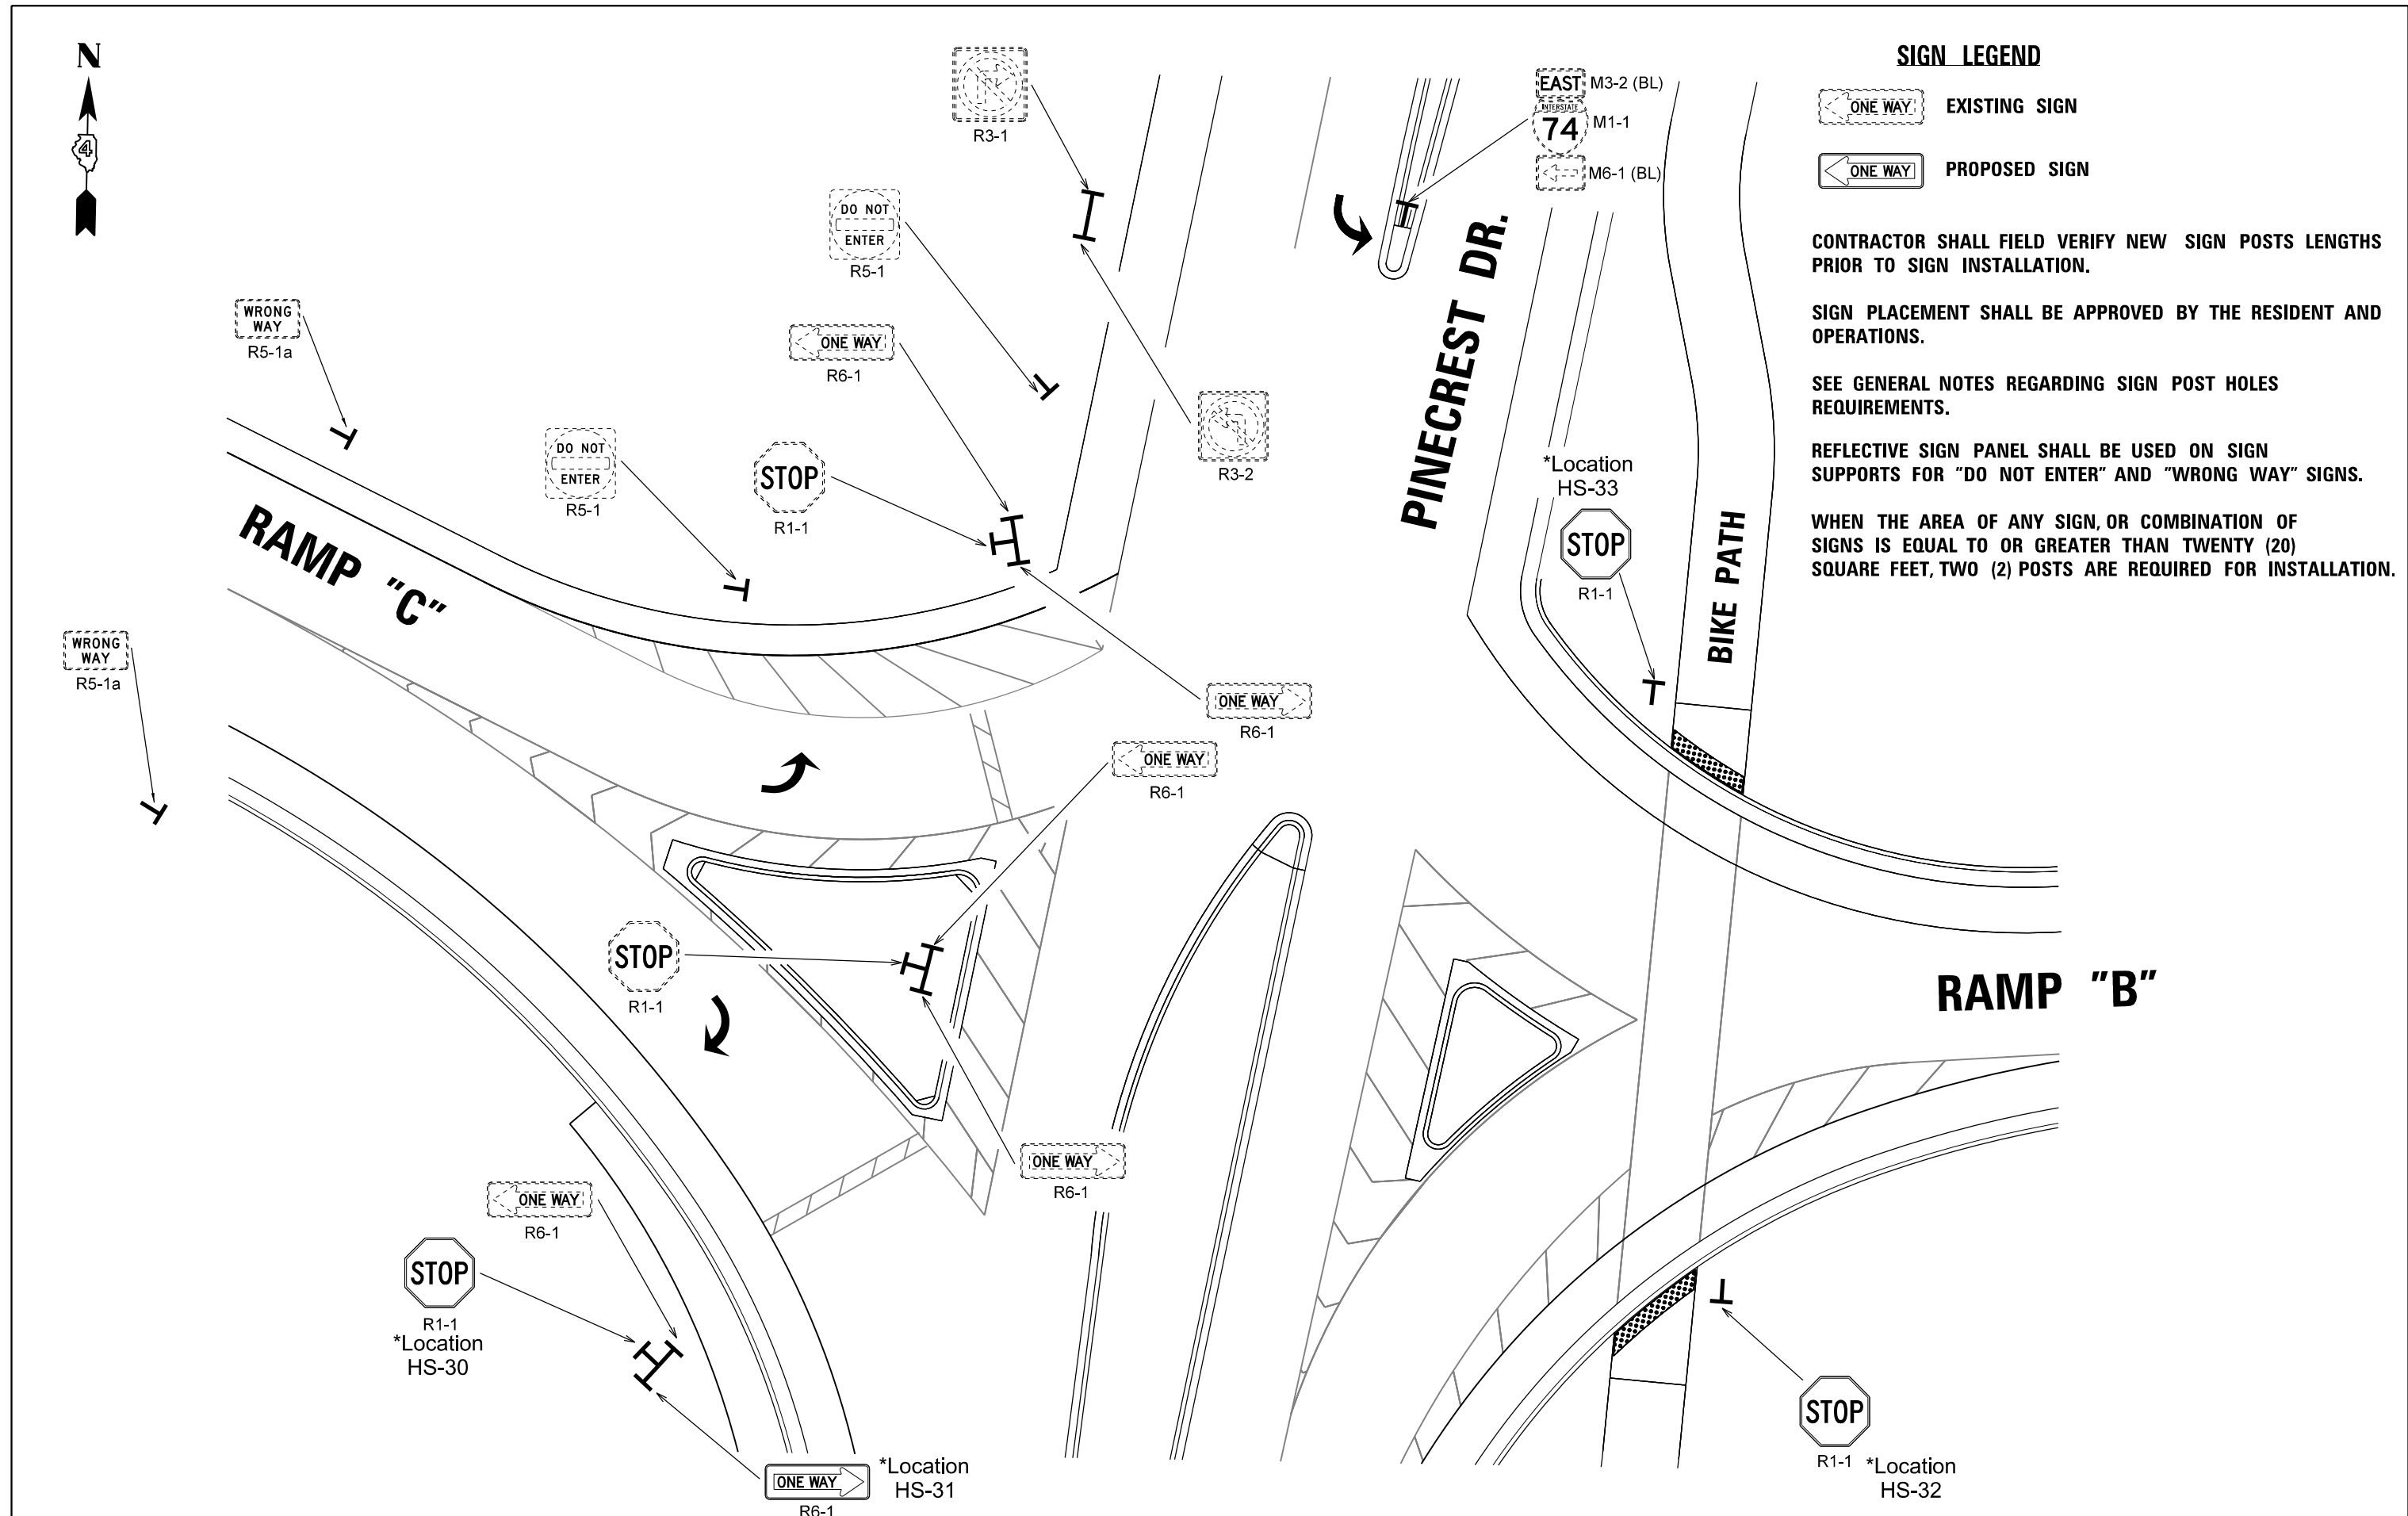 N
4
R3-1
EAST M3-2 (BL)
INTERSTATE
74 M1-1
M6-1 (BL)
SIGN LEGEND
ONE WAY EXISTING SIGN
ONE WAY PROPOSED SIGN
CONTRACTOR SHALL FIELD VERIFY NEW SIGN POSTS LENGTHS
PRIOR TO SIGN INSTALLATION.
SIGN PLACEMENT SHALL BE APPROVED BY THE RESIDENT AND
OPERATIONS.
SEE GENERAL NOTES REGARDING SIGN POST HOLES
REQUIREMENTS.
REFLECTIVE SIGN PANEL SHALL BE USED ON SIGN
SUPPORTS FOR "DO NOT ENTER" AND "WRONG WAY" SIGNS.
WHEN THE AREA OF ANY SIGN, OR COMBINATION OF
SIGNS IS EQUAL TO OR GREATER THAN TWENTY (20)
SQUARE FEET, TWO (2) POSTS ARE REQUIRED FOR INSTALLATION.
DO NOT
ENTER
R5-1
WRONG
WAY
R5-1a
ONE WAY
R6-1
PINECREST DR.
R3-2
DO NOT
ENTER
R5-1
STOP
R1-1
*Location
HS-33
STOP
R1-1
BIKE PATH
RAMP "C"
WRONG
WAY
R5-1a
ONE WAY
R6-1
ONE WAY
R6-1
STOP
R1-1
RAMP "B"
ONE WAY
R6-1
ONE WAY
R6-1
STOP
R1-1
*Location
HS-30
ONE WAY
R6-1
*Location
HS-31
STOP
R1-1
*Location
HS-32